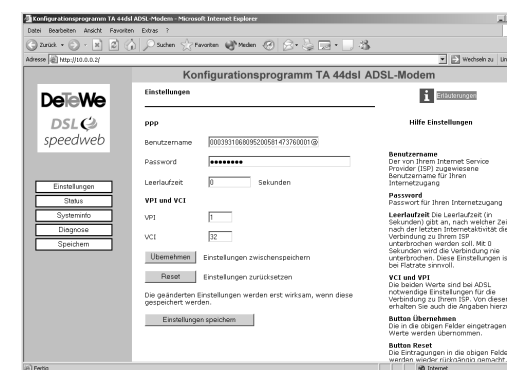 Konfigurationsprogramm TA 44dsl ADSL-Modem - Microsoft Internet Explorer
Datei Bearbeiten Ansicht Favoriten Extras ?
Zurück Suchen Favoriten Medien
Adresse http://10.0.0.2/ Wechseln zu
Konfigurationsprogramm TA 44dsl ADSL-Modem
DeTeWe
DSL
speedweb
Einstellungen
Status
Systeminfo
Diagnose
Speichern
Einstellungen
ppp
Benutzername
Password
Leerlaufzeit 0 Sekunden
VPI und VCI
VPI 1
VCI 32
Übernehmen Einstellungen zwischenspeichern
Reset Einstellungen zurücksetzen
Die geänderten Einstellungen werden erst wirksam, wenn diese
gespeichert werden.
Einstellungen speichern
i Erläuterungen
Hilfe Einstellungen
Benutzername
Der von Ihrem Internet Service
Provider (ISP) zugewiesene
Benutzername für Ihren
Internetzugang
Password
Passwort für Ihren Internetzugang
Leerlaufzeit Die Leerlaufzeit (in
Sekunden) gibt an, nach welcher Zei
nach der letzten Internetaktivität die
Verbindung zu Ihrem ISP
unterbrochen werden soll. Mit 0
Sekunden wird die Verbindung nie
unterbrochen. Diese Einstellungen is
bei Flatrate sinnvoll.
VCI und VPI
Die beiden Werte sind bei ADSL
notwendige Einstellungen für die
Verbindung zu Ihrem ISP. Von diesen
erhalten Sie auch die Angaben hierzu
Button Übernehmen
Die in die obigen Felder eingetragen
Werte werden übernommen.
Button Reset
Die Eintragungen in die obigen Felde
werden wieder rückgängig gemacht.
Fertig Internet